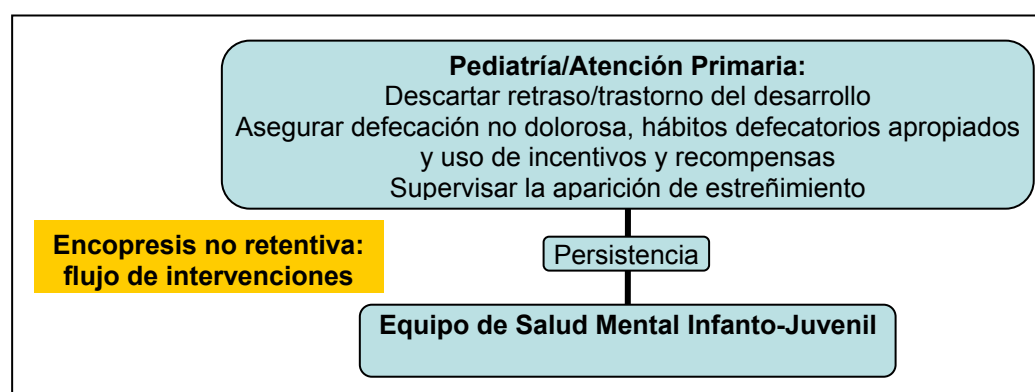 Pediatría/Atención Primaria:
Descartar retraso/trastorno del desarrollo
Asegurar defecación no dolorosa, hábitos defecatorios apropiados
y uso de incentivos y recompensas
Supervisar la aparición de estreñimiento
Encopresis no retentiva:
flujo de intervenciones
Persistencia
Equipo de Salud Mental Infanto-Juvenil